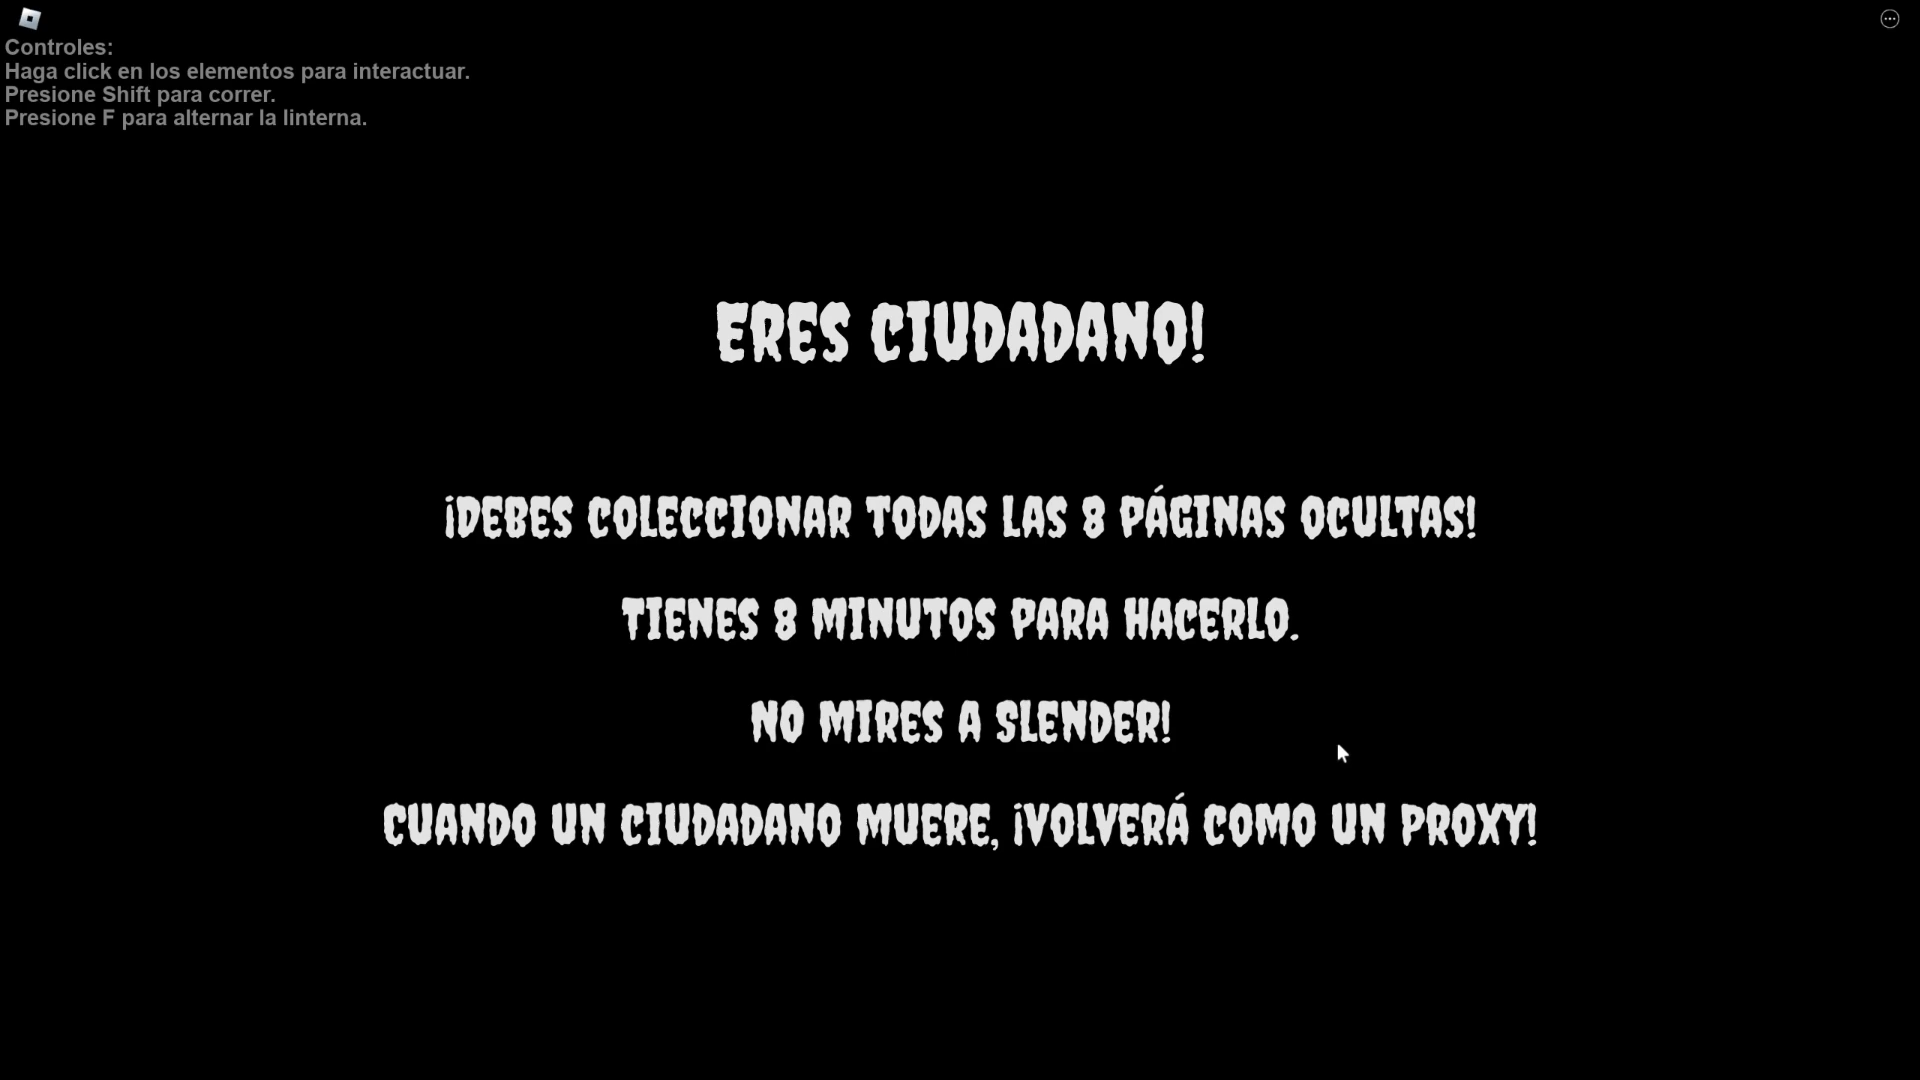 Controles:
Haga click en los elementos para interactuar.
Presione Shift para correr.
Presione F para alternar la linterna.
ERES CIUDADANO!
¡DEBES COLECCIONAR TODAS LAS 8 PÁGINAS OCULTAS!
TIENES 8 MINUTOS PARA HACERLO.
NO MIRES A SLENDER!
CUANDO UN CIUDADANO MUERE, ¡VOLVERÁ COMO UN PROXY!